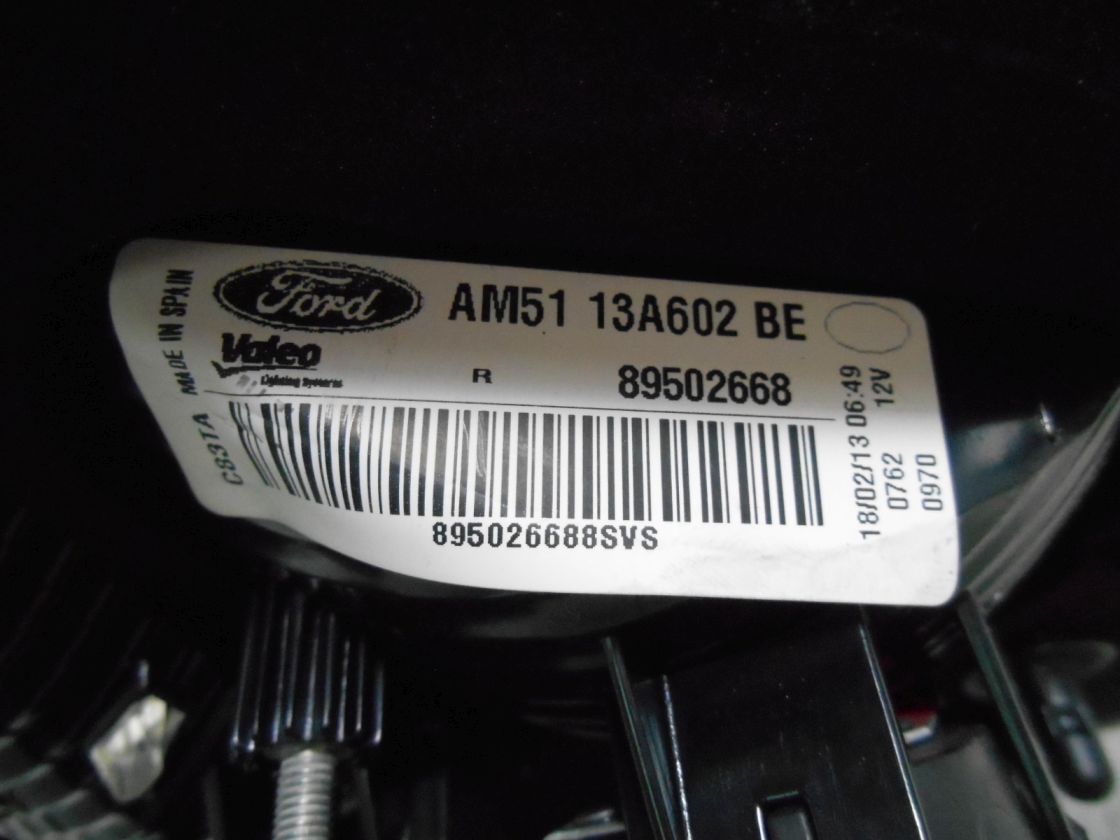 MADE IN SPAIN
C83TA
Ford
AM51 13A602 BE
Valeo
Lighting Systems
R
89502668
895026688SVS
18/02/13 06:49
0762 12V
0970